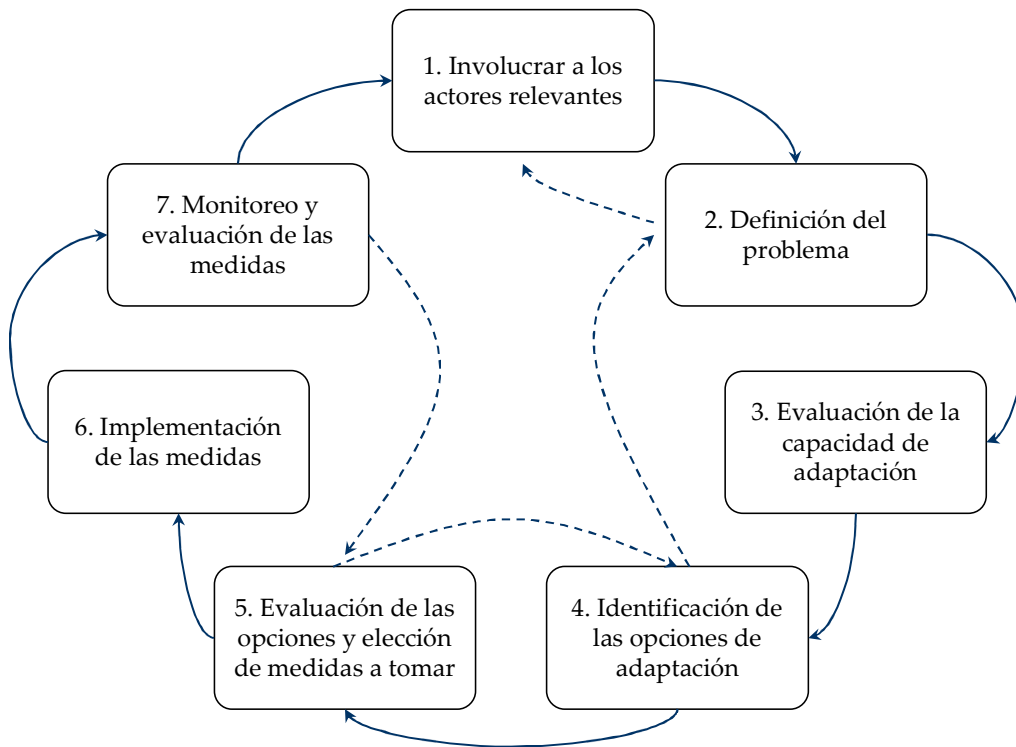 1. Involucrar a los
actores relevantes
2. Definición del
problema
3. Evaluación de la
capacidad de
adaptación
4. Identificación de
las opciones de
adaptación
5. Evaluación de las
opciones y elección
de medidas a tomar
6. Implementación
de las medidas
7. Monitoreo y
evaluación de las
medidas